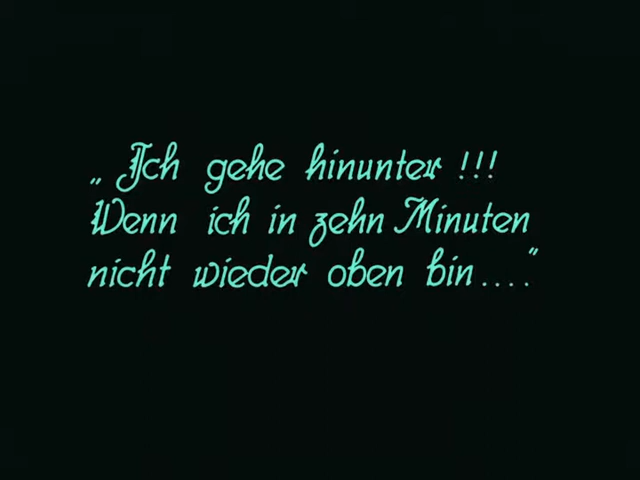 „Ich gehe hinunter !!!
Wenn ich in zehn Minuten
nicht wieder oben bin...."